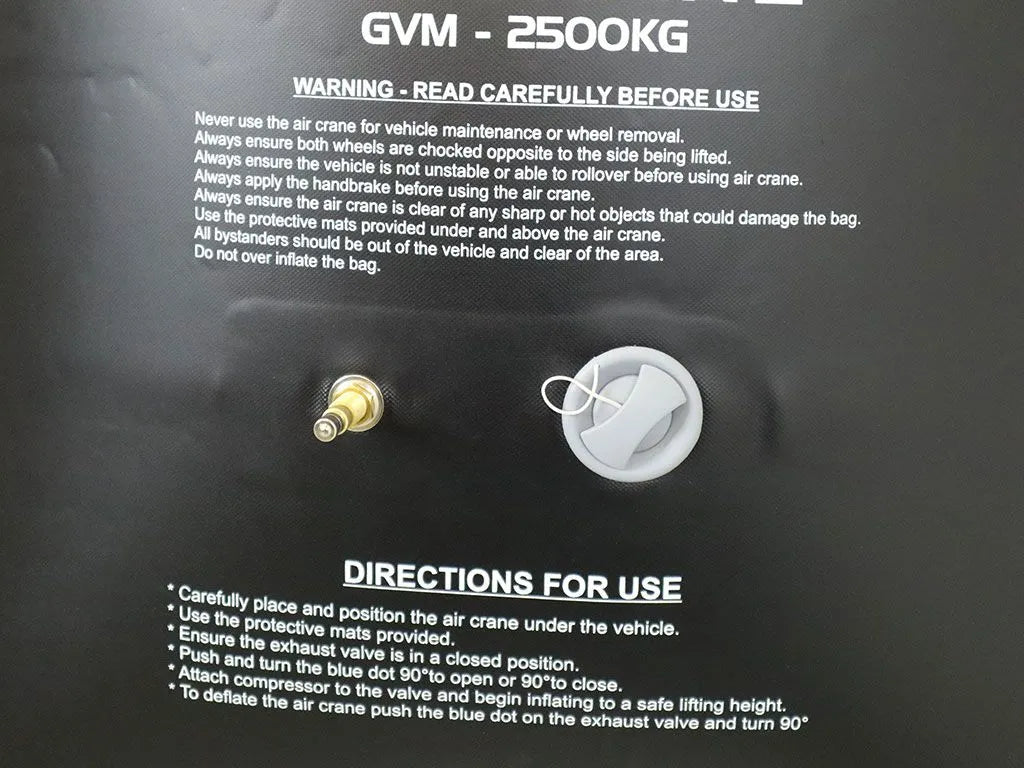 GVM - 2500KG
WARNING - READ CAREFULLY BEFORE USE
Never use the air crane for vehicle maintenance or wheel removal.
Always ensure both wheels are chocked opposite to the side being lifted.
Always ensure the vehicle is not unstable or able to rollover before using air crane.
Always apply the handbrake before using the air crane.
Always ensure the air crane is clear of any sharp or hot objects that could damage the bag.
Use the protective mats provided under and above the air crane.
All bystanders should be out of the vehicle and clear of the area.
Do not over inflate the bag.
DIRECTIONS FOR USE
* Carefully place and position the air crane under the vehicle.
* Use the protective mats provided.
* Ensure the exhaust valve is in a closed position.
* Push and turn the blue dot 90°to open or 90°to close.
* Attach compressor to the valve and begin inflating to a safe lifting height.
* To deflate the air crane push the blue dot on the exhaust valve and turn 90°